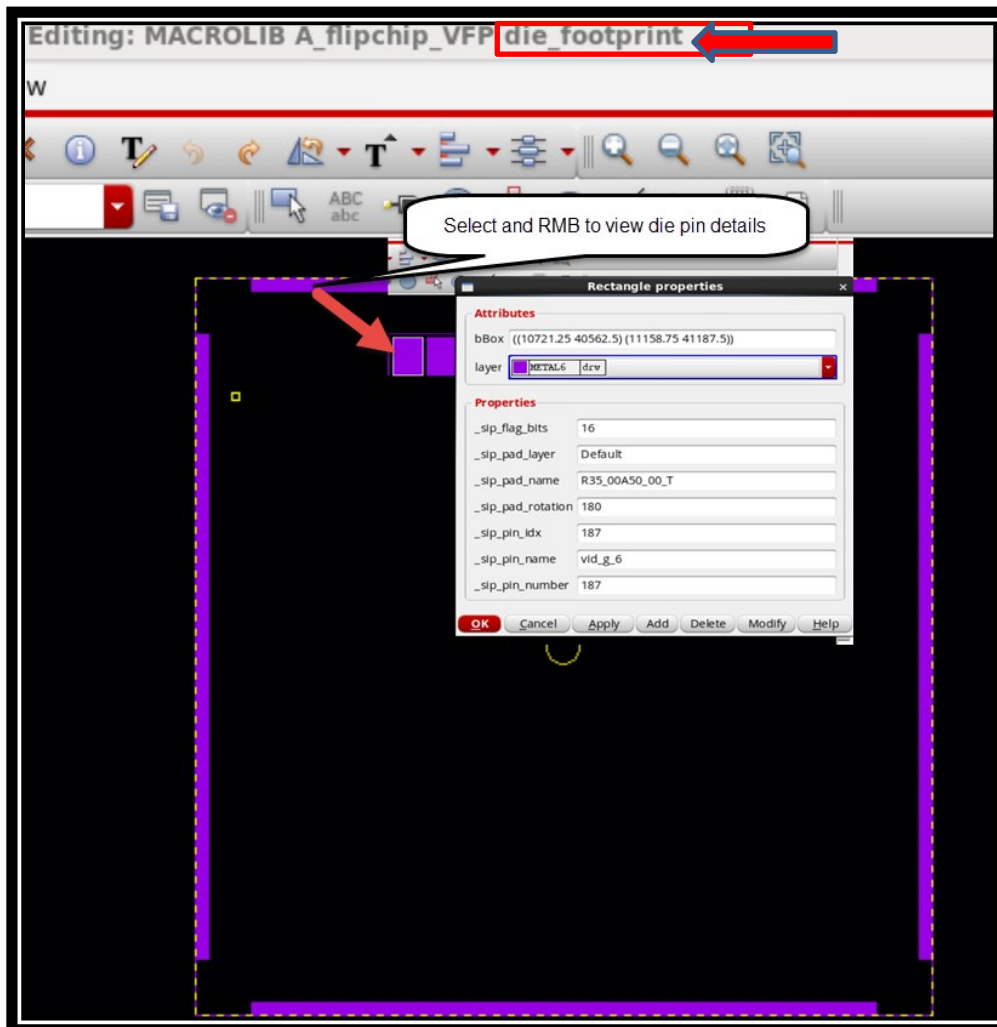 Editing: MACROLIB A_flipchip_VFP die_footprint
w
T
T
ABC
abc
Select and RMB to view die pin details
Rectangle properties
×
Attributes
bBox ((10721.25 40562.5) (11158.75 41187.5))
layer METAL6 drw
Properties
_sip_flag_bits 16
_sip_pad_layer Default
_sip_pad_name R35_00A50_00_T
_sip_pad_rotation 180
_sip_pin_idx 187
_sip_pin_name vid_g_6
_sip_pin_number 187
OK Cancel Apply Add Delete Modify Help